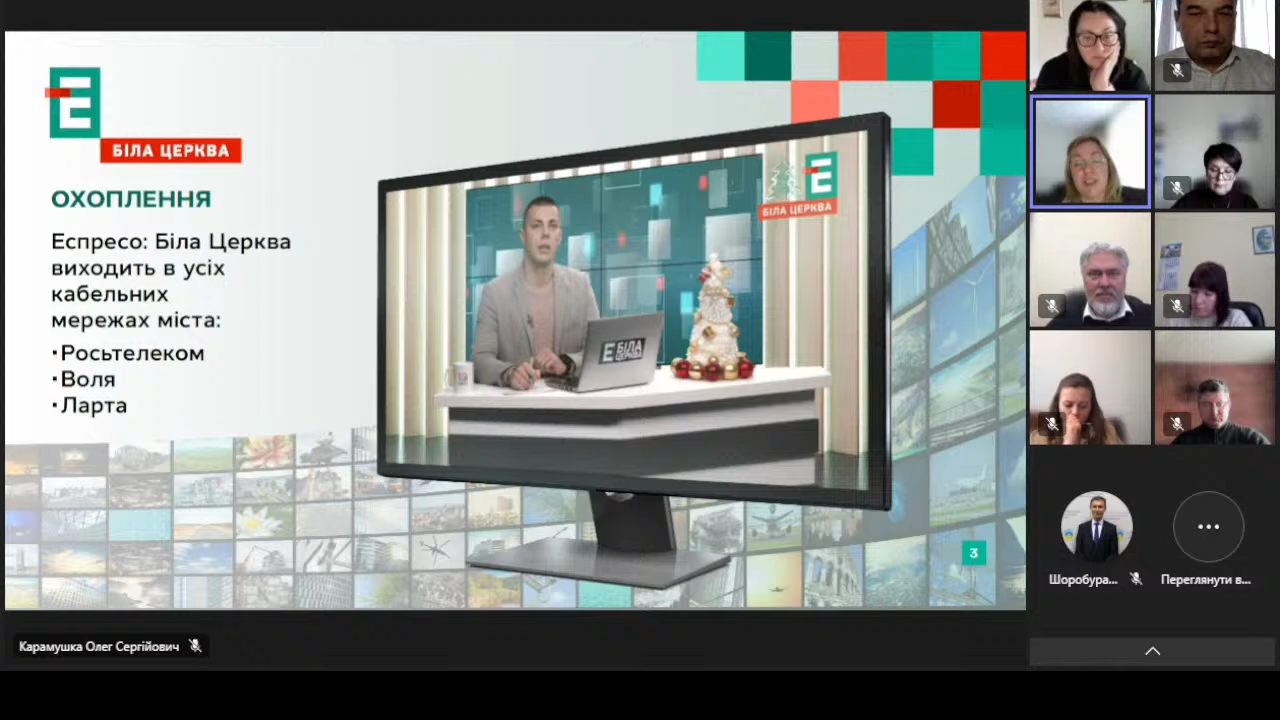 Е
БІЛА ЦЕРКВА
ОХОПЛЕННЯ
Еспресо: Біла Церква
виходить в усіх
кабельних
мережах міста:
·Росьтелеком
·Воля
·Ларта
Е
БІЛА ЦЕРКВА
Е БІЛА
ЦЕРКВА
3
Шоробура...
Переглянути в...
Карамушка Олег Сергійович